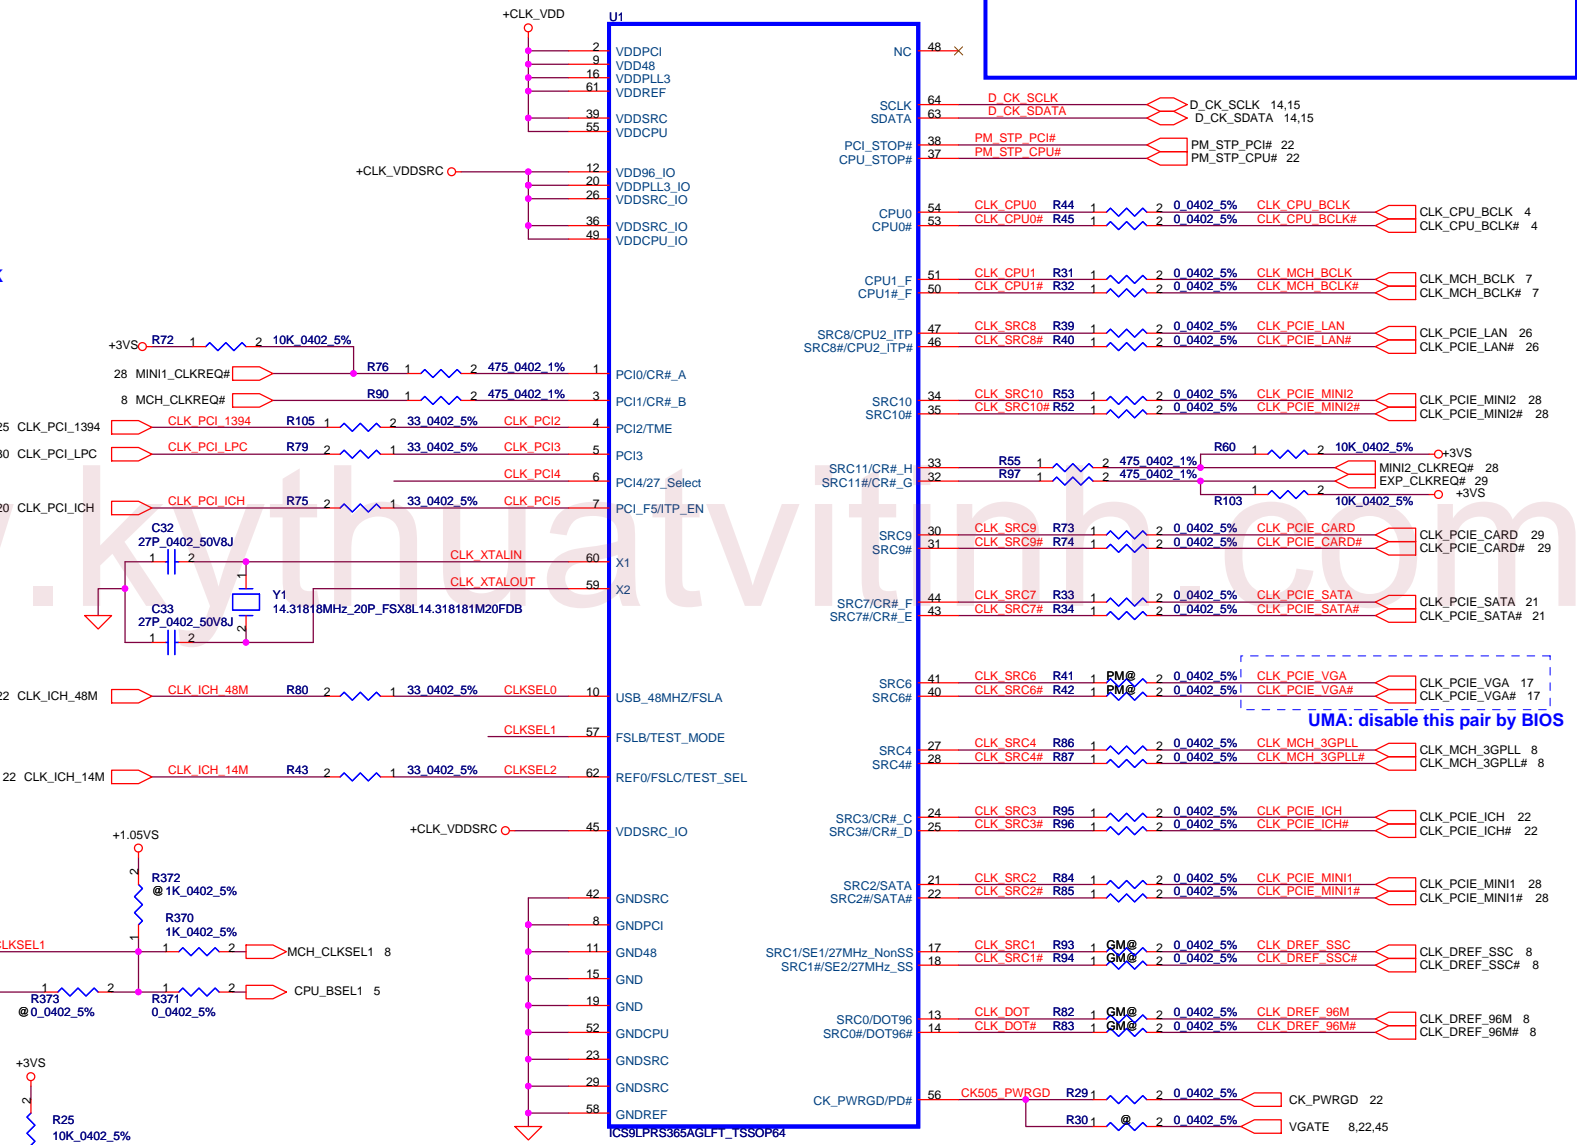 +CLK_VDD
U1
2 VDDPCI
9 VDD48
16 VDDPLL3
61 VDDREF
39 VDDSRC
55 VDDCPU
+CLK_VDDSRC
12 VDD96_IO
20 VDDPLL3_IO
26 VDDSRC_IO
36 VDDSRC_IO
49 VDDCPU_IO
+3VS R72 1 2 10K_0402_5%
28 MINI1_CLKREQ# R76 1 2 475_0402_1% 1 PCI0/CR#_A
8 MCH_CLKREQ# R90 1 2 475_0402_1% 3 PCI1/CR#_B
25 CLK_PCI_1394 CLK_PCI_1394 R105 1 2 33_0402_5% CLK_PCI2 4 PCI2/TME
30 CLK_PCI_LPC CLK_PCI_LPC R79 2 1 33_0402_5% CLK_PCI3 5 PCI3
CLK_PCI4 6 PCI4/27_Select
20 CLK_PCI_ICH CLK_PCI_ICH R75 2 1 33_0402_5% CLK_PCI5 7 PCI_F5/ITP_EN
C32
27P_0402_50V8J
1 2
CLK_XTALIN 60 X1
CLK_XTALOUT 59 X2
1
Y1
14.31818MHz_20P_FSX8L14.318181M20FDB
2
C33
27P_0402_50V8J
1 2
22 CLK_ICH_48M CLK_ICH_48M R80 2 1 33_0402_5% CLKSEL0 10 USB_48MHZ/FSLA
CLKSEL1 57 FSLB/TEST_MODE
22 CLK_ICH_14M CLK_ICH_14M R43 2 1 33_0402_5% CLKSEL2 62 REF0/FSLC/TEST_SEL
+CLK_VDDSRC 45 VDDSRC_IO
42 GNDSRC
8 GNDPCI
11 GND48
15 GND
19 GND
52 GNDCPU
23 GNDSRC
29 GNDSRC
58 GNDREF
ICS9LPRS365AGLFT_TSSOP64
+1.05VS
2
R372
@ 1K_0402_5%
1
R370
1K_0402_5%
CLKSEL1 1 2 MCH_CLKSEL1 8
1 2 1 2 CPU_BSEL1 5
R373
@ 0_0402_5%
R371
0_0402_5%
+3VS
2
R25
10K_0402_5%
NC 48
SCLK 64 D_CK_SCLK D_CK_SCLK 14,15
SDATA 63 D_CK_SDATA D_CK_SDATA 14,15
PCI_STOP# 38 PM_STP_PCI# PM_STP_PCI# 22
CPU_STOP# 37 PM_STP_CPU# PM_STP_CPU# 22
CPU0 54 CLK_CPU0 R44 1 2 0_0402_5% CLK_CPU_BCLK CLK_CPU_BCLK 4
CPU0# 53 CLK_CPU0# R45 1 2 0_0402_5% CLK_CPU_BCLK# CLK_CPU_BCLK# 4
CPU1_F 51 CLK_CPU1 R31 1 2 0_0402_5% CLK_MCH_BCLK CLK_MCH_BCLK 7
CPU1#_F 50 CLK_CPU1# R32 1 2 0_0402_5% CLK_MCH_BCLK# CLK_MCH_BCLK# 7
SRC8/CPU2_ITP 47 CLK_SRC8 R39 1 2 0_0402_5% CLK_PCIE_LAN CLK_PCIE_LAN 26
SRC8#/CPU2_ITP# 46 CLK_SRC8# R40 1 2 0_0402_5% CLK_PCIE_LAN# CLK_PCIE_LAN# 26
SRC10 34 CLK_SRC10 R53 1 2 0_0402_5% CLK_PCIE_MINI2 CLK_PCIE_MINI2 28
SRC10# 35 CLK_SRC10# R52 1 2 0_0402_5% CLK_PCIE_MINI2# CLK_PCIE_MINI2# 28
R60 1 2 10K_0402_5% +3VS
SRC11/CR#_H 33 R55 1 2 475_0402_1% MINI2_CLKREQ# 28
SRC11#/CR#_G 32 R97 1 2 475_0402_1% EXP_CLKREQ# 29
R103 1 2 10K_0402_5% +3VS
SRC9 30 CLK_SRC9 R73 1 2 0_0402_5% CLK_PCIE_CARD CLK_PCIE_CARD 29
SRC9# 31 CLK_SRC9# R74 1 2 0_0402_5% CLK_PCIE_CARD# CLK_PCIE_CARD# 29
SRC7/CR#_F 44 CLK_SRC7 R33 1 2 0_0402_5% CLK_PCIE_SATA CLK_PCIE_SATA 21
SRC7#/CR#_E 43 CLK_SRC7# R34 1 2 0_0402_5% CLK_PCIE_SATA# CLK_PCIE_SATA# 21
SRC6 41 CLK_SRC6 R41 1 PM@ 2 0_0402_5% CLK_PCIE_VGA CLK_PCIE_VGA 17
SRC6# 40 CLK_SRC6# R42 1 PM@ 2 0_0402_5% CLK_PCIE_VGA# CLK_PCIE_VGA# 17
UMA: disable this pair by BIOS
SRC4 27 CLK_SRC4 R86 1 2 0_0402_5% CLK_MCH_3GPLL CLK_MCH_3GPLL 8
SRC4# 28 CLK_SRC4# R87 1 2 0_0402_5% CLK_MCH_3GPLL# CLK_MCH_3GPLL# 8
SRC3/CR#_C 24 CLK_SRC3 R95 1 2 0_0402_5% CLK_PCIE_ICH CLK_PCIE_ICH 22
SRC3#/CR#_D 25 CLK_SRC3# R96 1 2 0_0402_5% CLK_PCIE_ICH# CLK_PCIE_ICH# 22
SRC2/SATA 21 CLK_SRC2 R84 1 2 0_0402_5% CLK_PCIE_MINI1 CLK_PCIE_MINI1 28
SRC2#/SATA# 22 CLK_SRC2# R85 1 2 0_0402_5% CLK_PCIE_MINI1# CLK_PCIE_MINI1# 28
SRC1/SE1/27MHz_NonSS 17 CLK_SRC1 R93 1 GM@ 2 0_0402_5% CLK_DREF_SSC CLK_DREF_SSC 8
SRC1#/SE2/27MHz_SS 18 CLK_SRC1# R94 1 GM@ 2 0_0402_5% CLK_DREF_SSC# CLK_DREF_SSC# 8
SRC0/DOT96 13 CLK_DOT R82 1 GM@ 2 0_0402_5% CLK_DREF_96M CLK_DREF_96M 8
SRC0#/DOT96# 14 CLK_DOT# R83 1 GM@ 2 0_0402_5% CLK_DREF_96M# CLK_DREF_96M# 8
CK_PWRGD/PD# 56 CK505_PWRGD R29 1 2 0_0402_5% CK_PWRGD 22
R30 1 @ 2 0_0402_5% VGATE 8,22,45
.kythuatvitinh.com